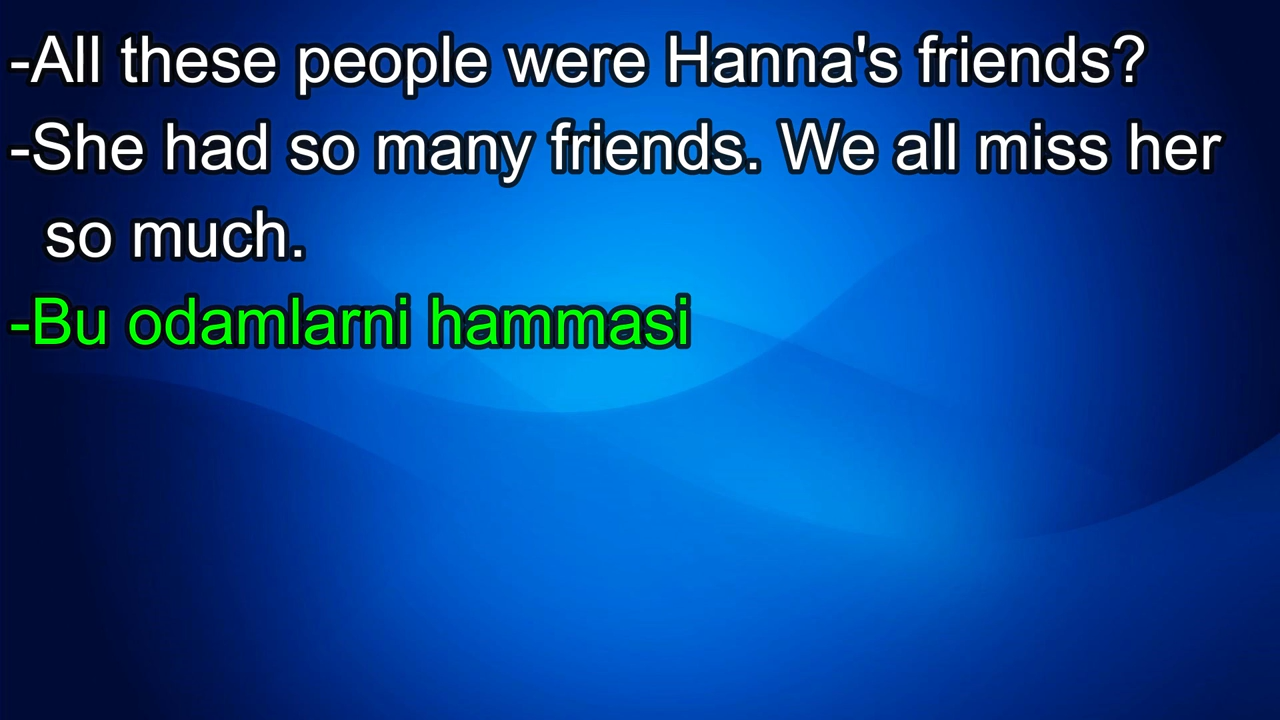 -All these people were Hanna's friends?
-She had so many friends. We all miss her
so much.
-Bu odamlarni hammasi